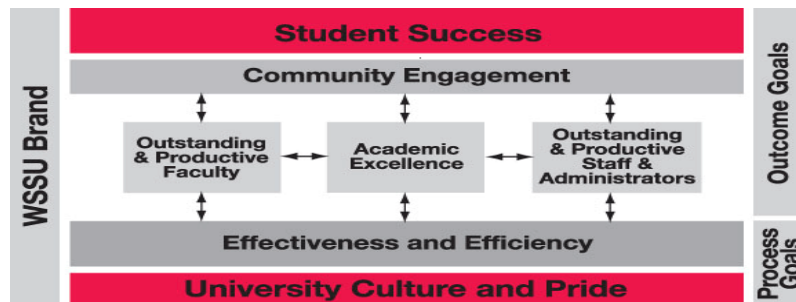 WSSU Brand
Student Success
Community Engagement
Outstanding
& Productive
Faculty
Academic
Excellence
Outstanding
& Productive
Staff &
Administrators
Effectiveness and Efficiency
University Culture and Pride
Outcome Goals
Process
Goals